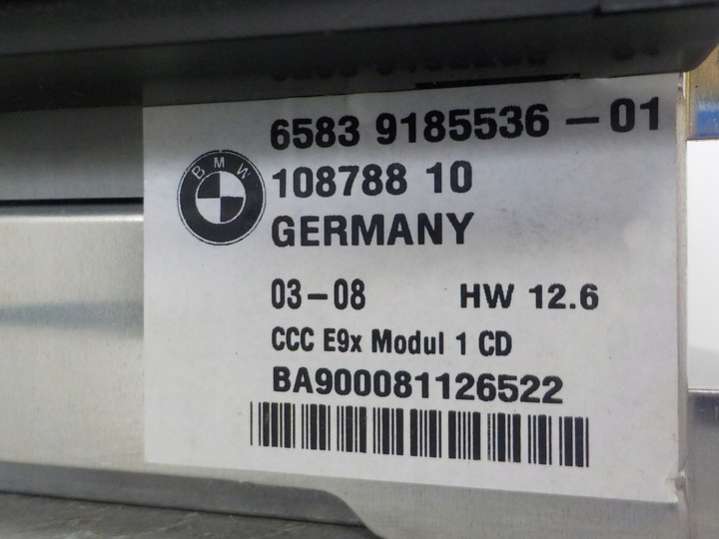 6583 9185536-01
108788 10
BMW
GERMANY
03-08 HW 12.6
CCC E9x Modul 1 CD
BA900081126522